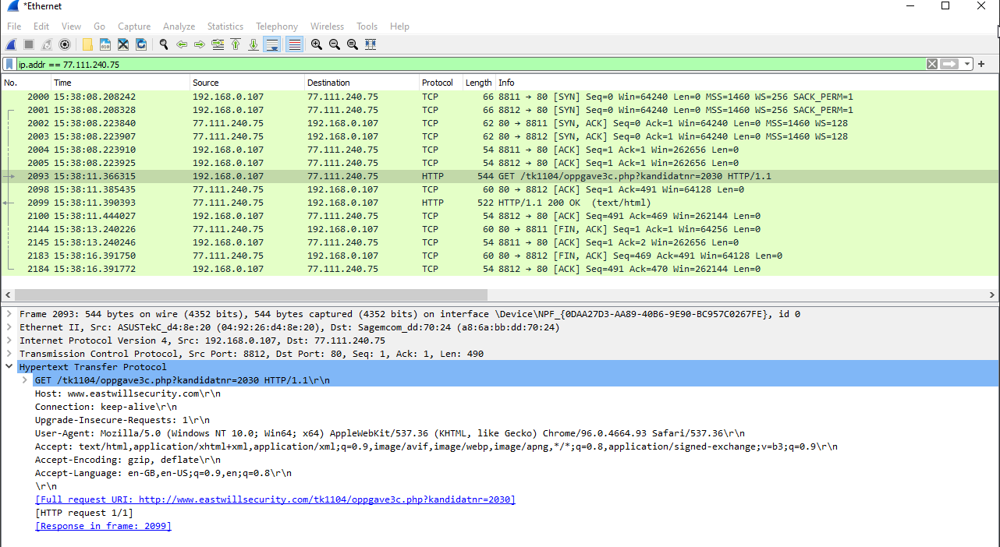 *Ethernet
File Edit View Go Capture Analyze Statistics Telephony Wireless Tools Help
ip.addr == 77.111.240.75
No. Time Source Destination Protocol Length Info
2000 15:38:08.208242 192.168.0.107 77.111.240.75 TCP 66 8811 → 80 [SYN] Seq=0 Win=64240 Len=0 MSS=1460 WS=256 SACK_PERM=1
2001 15:38:08.208328 192.168.0.107 77.111.240.75 TCP 66 8812 → 80 [SYN] Seq=0 Win=64240 Len=0 MSS=1460 WS=256 SACK_PERM=1
2002 15:38:08.223840 77.111.240.75 192.168.0.107 TCP 62 80 → 8811 [SYN, ACK] Seq=0 Ack=1 Win=64240 Len=0 MSS=1460 WS=128
2003 15:38:08.223907 77.111.240.75 192.168.0.107 TCP 62 80 → 8812 [SYN, ACK] Seq=0 Ack=1 Win=64240 Len=0 MSS=1460 WS=128
2004 15:38:08.223910 192.168.0.107 77.111.240.75 TCP 54 8811 → 80 [ACK] Seq=1 Ack=1 Win=262656 Len=0
2005 15:38:08.223925 192.168.0.107 77.111.240.75 TCP 54 8812 → 80 [ACK] Seq=1 Ack=1 Win=262656 Len=0
2093 15:38:11.366315 192.168.0.107 77.111.240.75 HTTP 544 GET /tk1104/oppgave3c.php?kandidatnr=2030 HTTP/1.1
2098 15:38:11.385435 77.111.240.75 192.168.0.107 TCP 60 80 → 8812 [ACK] Seq=1 Ack=491 Win=64128 Len=0
2099 15:38:11.390393 77.111.240.75 192.168.0.107 HTTP 522 HTTP/1.1 200 OK (text/html)
2100 15:38:11.444027 192.168.0.107 77.111.240.75 TCP 54 8812 → 80 [ACK] Seq=491 Ack=469 Win=262144 Len=0
2144 15:38:13.240226 77.111.240.75 192.168.0.107 TCP 60 80 → 8811 [FIN, ACK] Seq=1 Ack=1 Win=64256 Len=0
2145 15:38:13.240246 192.168.0.107 77.111.240.75 TCP 54 8811 → 80 [ACK] Seq=1 Ack=2 Win=262656 Len=0
2183 15:38:16.391750 77.111.240.75 192.168.0.107 TCP 60 80 → 8812 [FIN, ACK] Seq=469 Ack=491 Win=64128 Len=0
2184 15:38:16.391772 192.168.0.107 77.111.240.75 TCP 54 8812 → 80 [ACK] Seq=491 Ack=470 Win=262144 Len=0
Frame 2093: 544 bytes on wire (4352 bits), 544 bytes captured (4352 bits) on interface \Device\NPF_{0DAA27D3-AA89-40B6-9E90-BC957C0267FE}, id 0
Ethernet II, Src: ASUSTekC_d4:8e:20 (04:92:26:d4:8e:20), Dst: Sagemcom_dd:70:24 (a8:6a:bb:dd:70:24)
Internet Protocol Version 4, Src: 192.168.0.107, Dst: 77.111.240.75
Transmission Control Protocol, Src Port: 8812, Dst Port: 80, Seq: 1, Ack: 1, Len: 490
Hypertext Transfer Protocol
GET /tk1104/oppgave3c.php?kandidatnr=2030 HTTP/1.1\r\n
Host: www.eastwillsecurity.com\r\n
Connection: keep-alive\r\n
Upgrade-Insecure-Requests: 1\r\n
User-Agent: Mozilla/5.0 (Windows NT 10.0; Win64; x64) AppleWebKit/537.36 (KHTML, like Gecko) Chrome/96.0.4664.93 Safari/537.36\r\n
Accept: text/html,application/xhtml+xml,application/xml;q=0.9,image/avif,image/webp,image/apng,*/*;q=0.8,application/signed-exchange;v=b3;q=0.9\r\n
Accept-Encoding: gzip, deflate\r\n
Accept-Language: en-GB,en-US;q=0.9,en;q=0.8\r\n
\r\n
[Full request URI: http://www.eastwillsecurity.com/tk1104/oppgave3c.php?kandidatnr=2030]
[HTTP request 1/1]
[Response in frame: 2099]